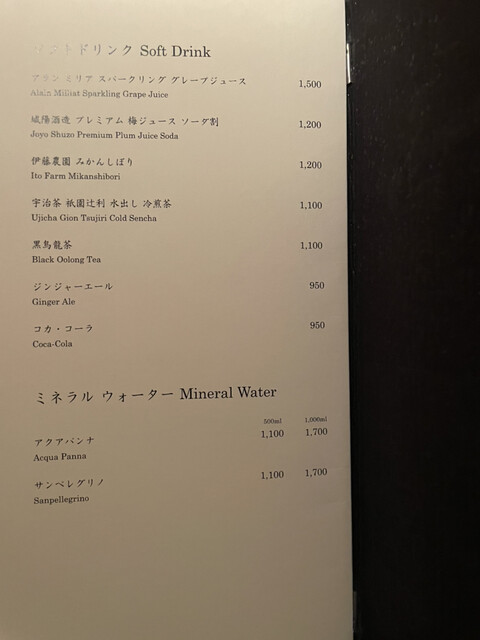 ソフトドリンク Soft Drink
アラン ミリア スパークリング グレープジュース 1,500
Alain Milliat Sparkling Grape Juice
城陽酒造 プレミアム 梅ジュース ソーダ割 1,200
Joyo Shuzo Premium Plum Juice Soda
伊藤農園 みかんしぼり 1,200
Ito Farm Mikanshibori
宇治茶 祇園辻利 水出し 冷煎茶 1,100
Ujicha Gion Tsujiri Cold Sencha
黒烏龍茶 1,100
Black Oolong Tea
ジンジャーエール 950
Ginger Ale
コカ・コーラ 950
Coca-Cola
ミネラル ウォーター Mineral Water
500ml 1,000ml
アクアパンナ 1,100 1,700
Acqua Panna
サンペレグリノ 1,100 1,700
Sanpellegrino